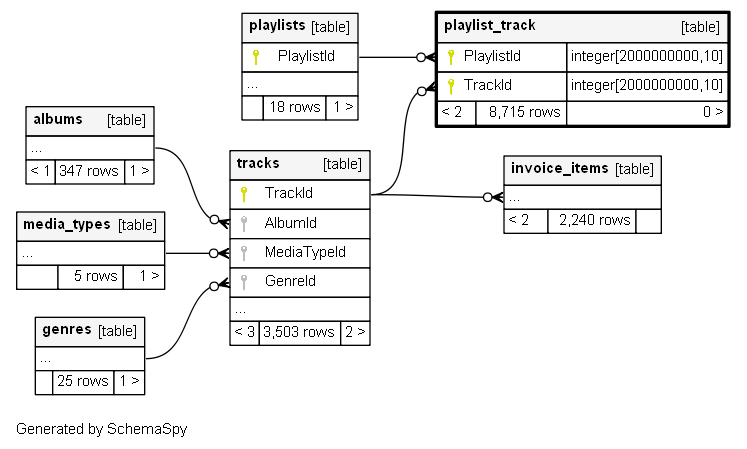 playlists [table]
PlaylistId
...
18 rows 1 >
playlist_track [table]
PlaylistId integer[2000000000,10]
TrackId integer[2000000000,10]
< 2 8,715 rows 0 >
albums [table]
...
< 1 347 rows 1 >
media_types [table]
...
5 rows 1 >
genres [table]
...
25 rows 1 >
tracks [table]
TrackId
AlbumId
MediaTypeId
GenreId
...
< 3 3,503 rows 2 >
invoice_items [table]
...
< 2 2,240 rows
Generated by SchemaSpy